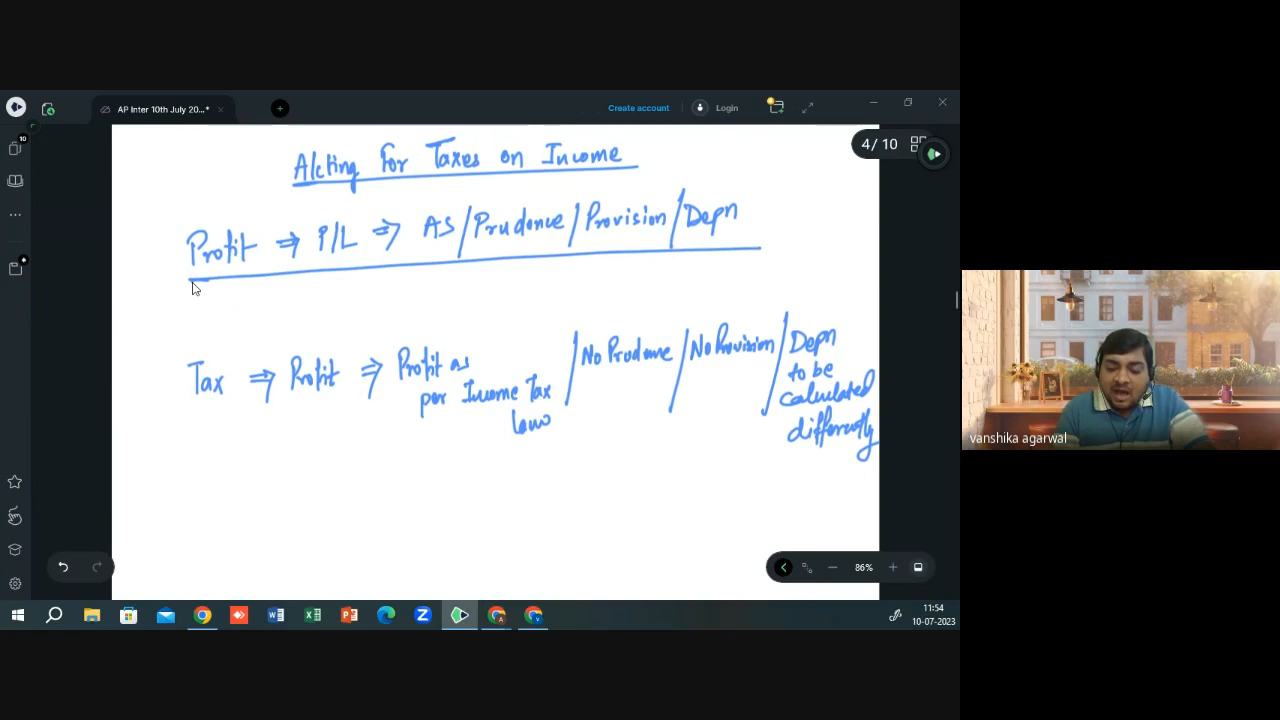 AP Inter 10th July 20...*
Create account
Login
10
4/ 10
Accting For Taxes on Income
Profit ⇒ P/L ⇒ AS/Prudence/Provision/Depn
Tax ⇒ Profit ⇒ Profit as per Income Tax law / No Prudence / No Provision / Depn to be calculated differently
vanshika agarwal
86%
11:54
10-07-2023